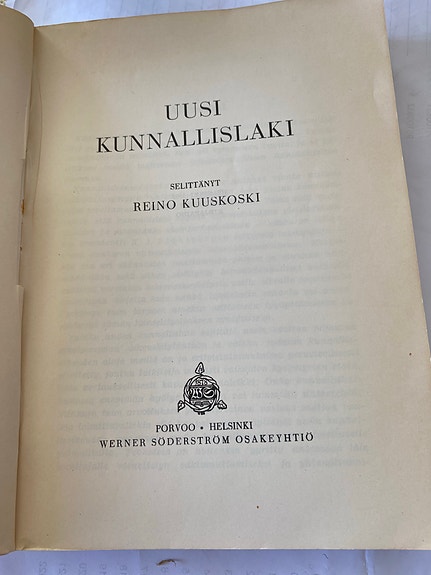 UUSI
KUNNALLISLAKI
SELITTÄNYT
REINO KUUSKOSKI
PORVOO • HELSINKI
WERNER SÖDERSTRÖM OSAKEYHTIÖ